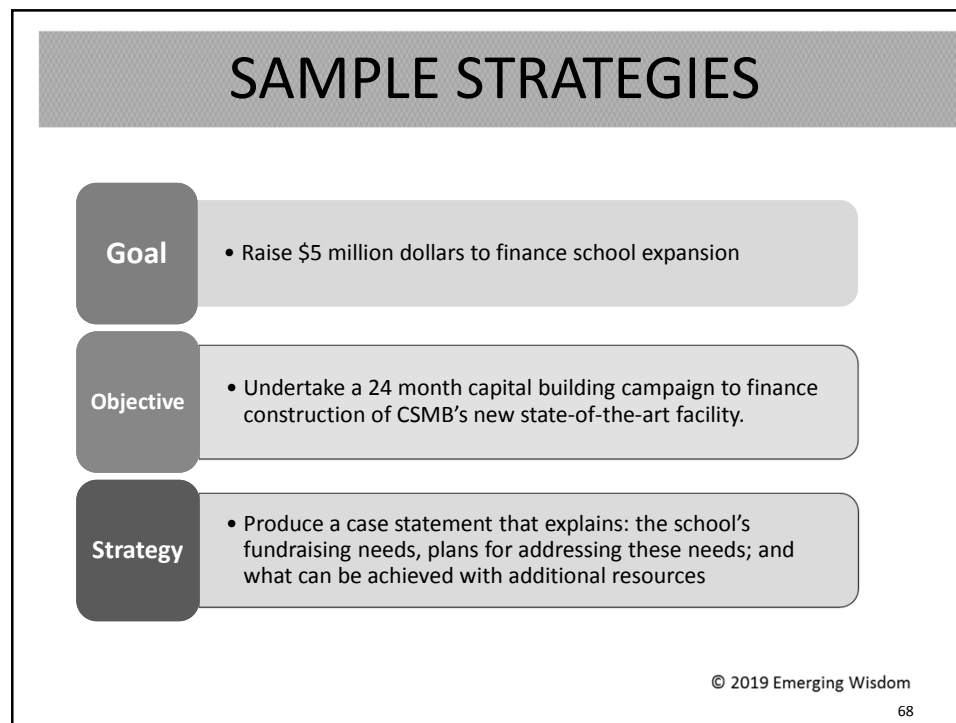 SAMPLE STRATEGIES
Goal
• Raise $5 million dollars to finance school expansion
Objective
• Undertake a 24 month capital building campaign to finance
construction of CSMB’s new state-of-the-art facility.
Strategy
• Produce a case statement that explains: the school’s
fundraising needs, plans for addressing these needs; and
what can be achieved with additional resources
© 2019 Emerging Wisdom
68